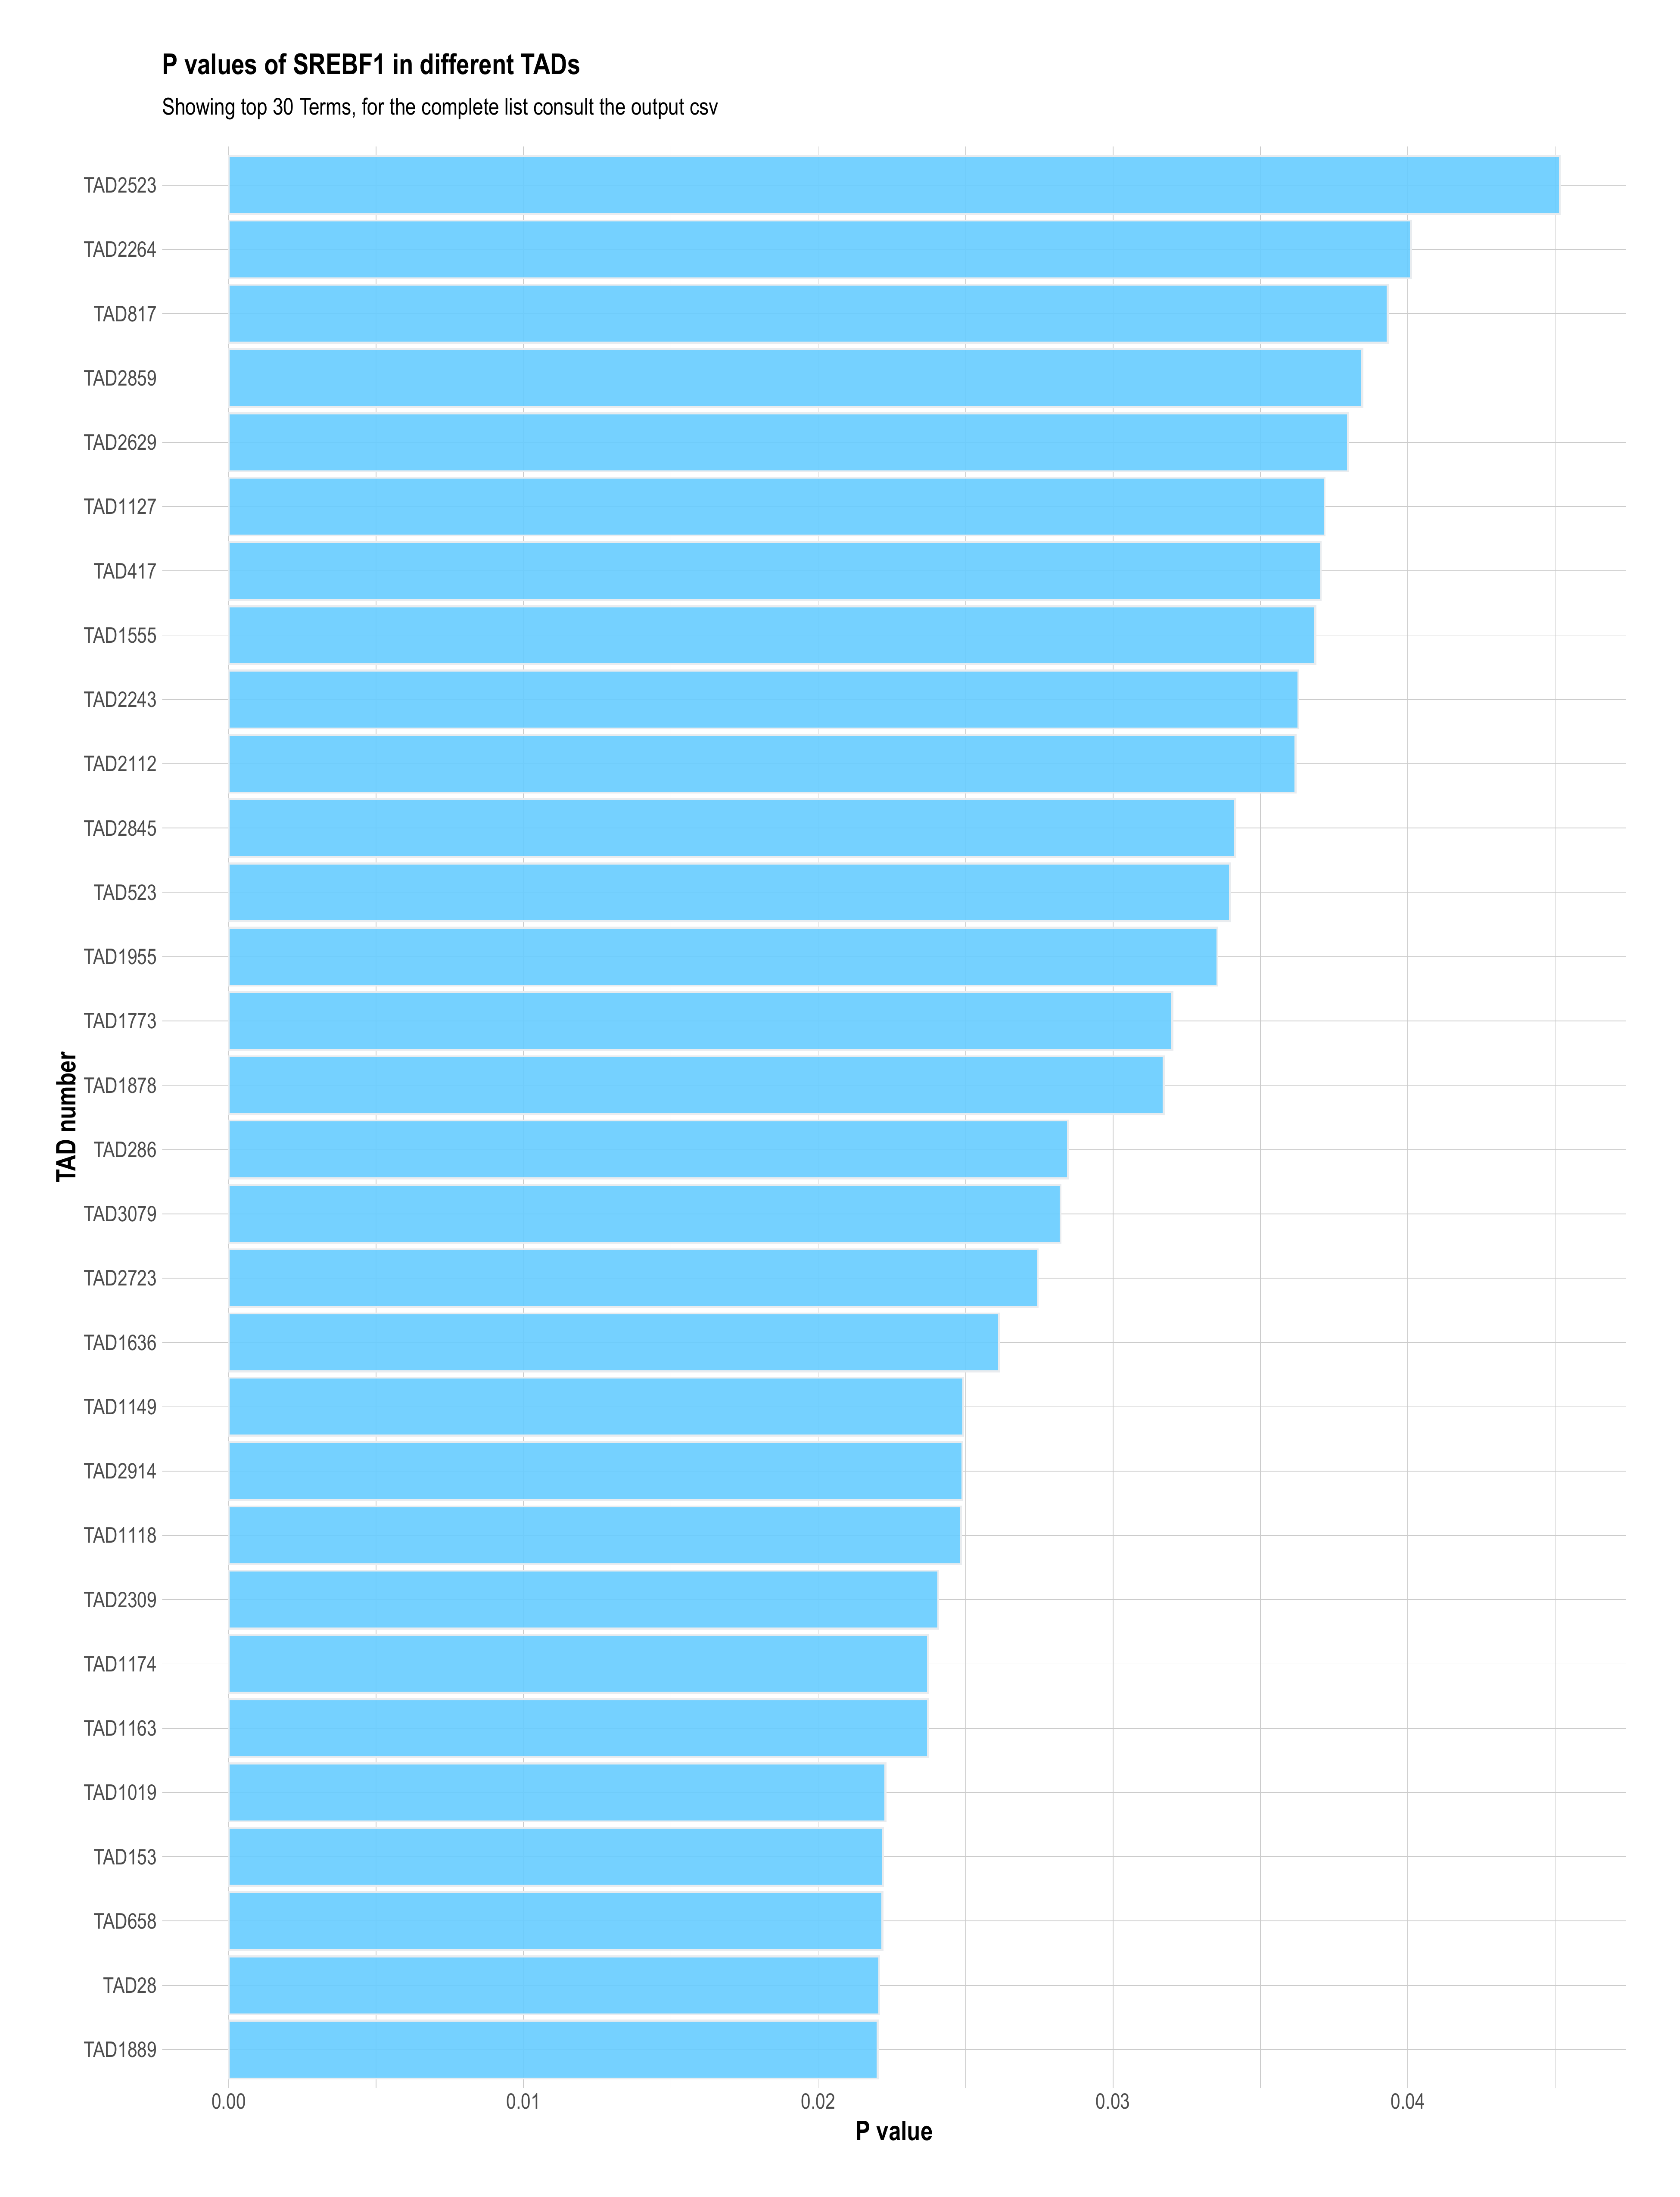 P values of SREBF1 in different TADs
Showing top 30 Terms, for the complete list consult the output csv
TAD number
TAD2523
TAD2264
TAD817
TAD2859
TAD2629
TAD1127
TAD417
TAD1555
TAD2243
TAD2112
TAD2845
TAD523
TAD1955
TAD1773
TAD1878
TAD286
TAD3079
TAD2723
TAD1636
TAD1149
TAD2914
TAD1118
TAD2309
TAD1174
TAD1163
TAD1019
TAD153
TAD658
TAD28
TAD1889
0.00 0.01 0.02 0.03 0.04
P value